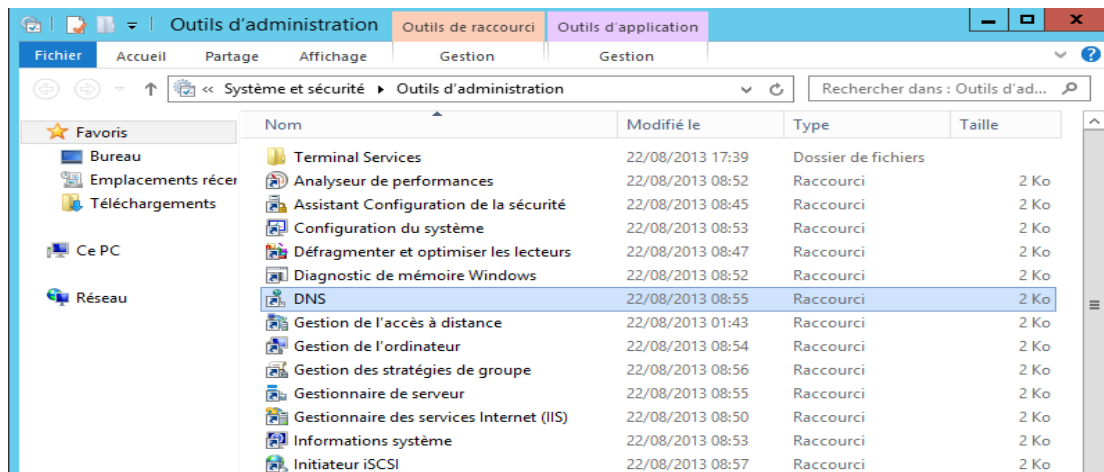 Outils d'administration Outils de raccourci Outils d'application
Fichier Accueil Partage Affichage Gestion Gestion
« Système et sécurité Outils d'administration Rechercher dans : Outils d'ad...
Nom Modifié le Type Taille
Favoris
Bureau
Emplacements récer
Téléchargements
Ce PC
Réseau
Terminal Services 22/08/2013 17:39 Dossier de fichiers
Analyseur de performances 22/08/2013 08:52 Raccourci 2 Ko
Assistant Configuration de la sécurité 22/08/2013 08:45 Raccourci 2 Ko
Configuration du système 22/08/2013 08:53 Raccourci 2 Ko
Défragmenter et optimiser les lecteurs 22/08/2013 08:47 Raccourci 2 Ko
Diagnostic de mémoire Windows 22/08/2013 08:52 Raccourci 2 Ko
DNS 22/08/2013 08:55 Raccourci 2 Ko
Gestion de l'accès à distance 22/08/2013 01:43 Raccourci 2 Ko
Gestion de l'ordinateur 22/08/2013 08:54 Raccourci 2 Ko
Gestion des stratégies de groupe 22/08/2013 08:56 Raccourci 2 Ko
Gestionnaire de serveur 22/08/2013 08:55 Raccourci 2 Ko
Gestionnaire des services Internet (IIS) 22/08/2013 08:50 Raccourci 2 Ko
Informations système 22/08/2013 08:53 Raccourci 2 Ko
Initiateur iSCSI 22/08/2013 08:57 Raccourci 2 Ko